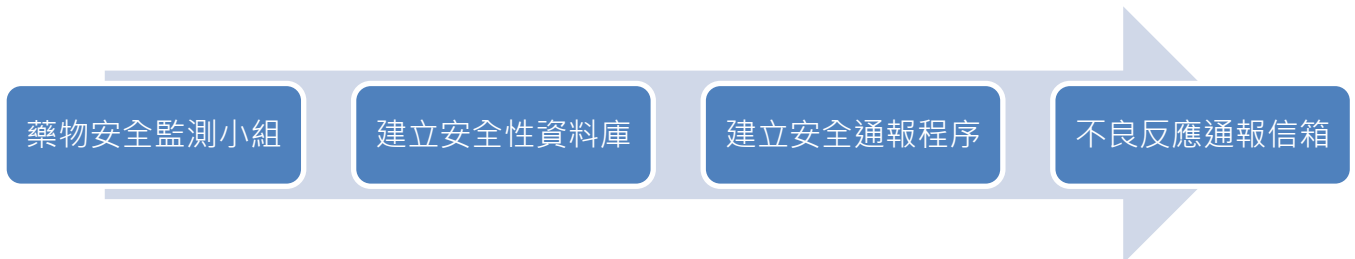 藥物安全監測小組
建立安全性資料庫
建立安全通報程序
不良反應通報信箱